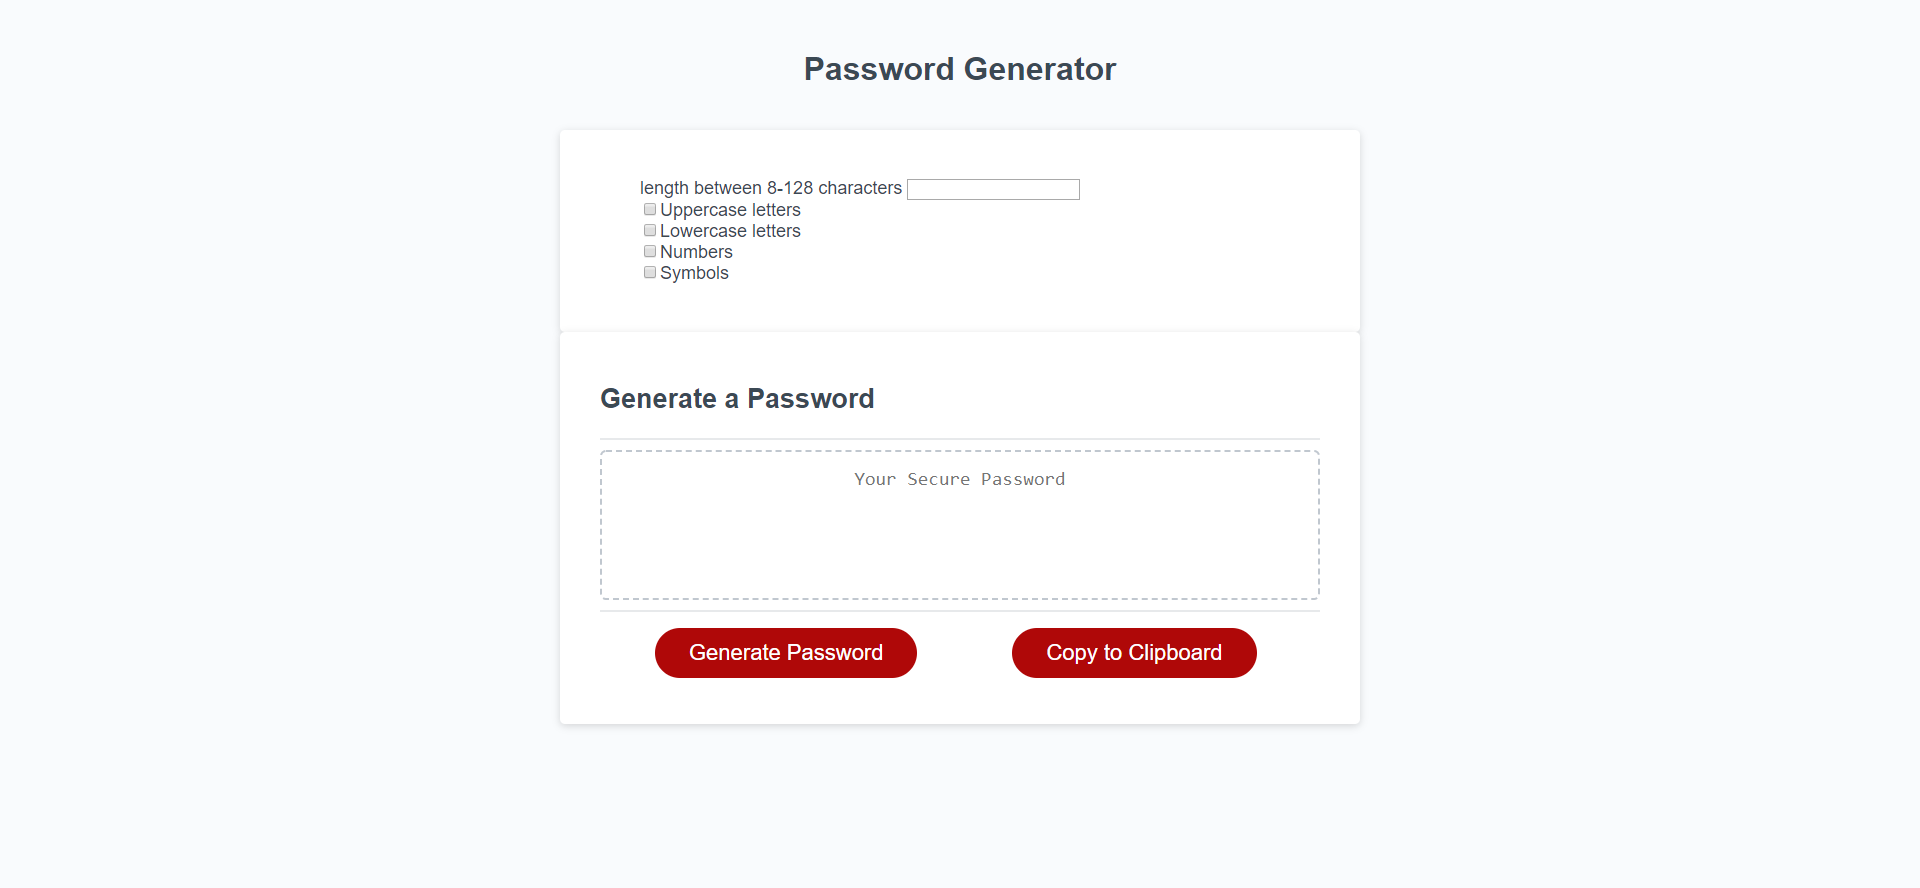 Password Generator
length between 8-128 characters
Uppercase letters
Lowercase letters
Numbers
Symbols
Generate a Password
Your Secure Password
Generate Password
Copy to Clipboard